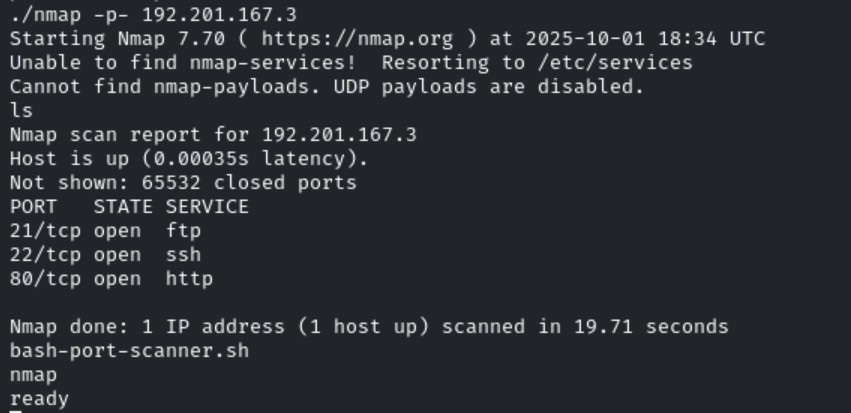 ./nmap -p- 192.201.167.3
Starting Nmap 7.70 ( https://nmap.org ) at 2025-10-01 18:34 UTC
Unable to find nmap-services!  Resorting to /etc/services
Cannot find nmap-payloads. UDP payloads are disabled.
ls
Nmap scan report for 192.201.167.3
Host is up (0.00035s latency).
Not shown: 65532 closed ports
PORT   STATE SERVICE
21/tcp open  ftp
22/tcp open  ssh
80/tcp open  http
Nmap done: 1 IP address (1 host up) scanned in 19.71 seconds
bash-port-scanner.sh
nmap
ready